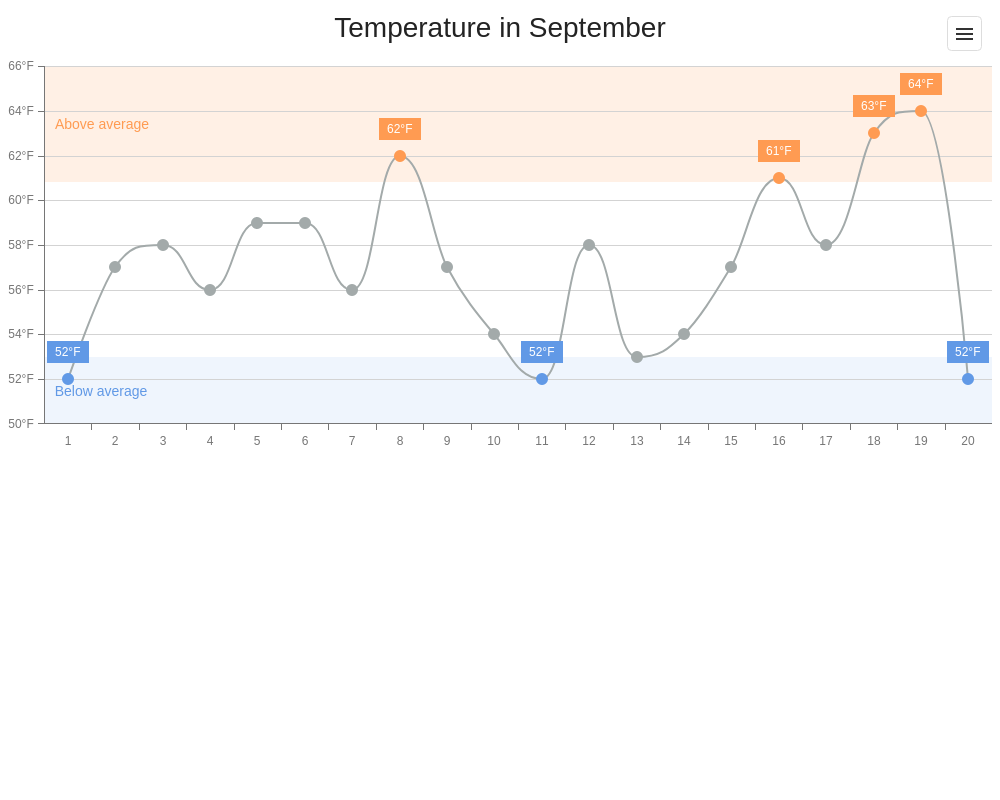 Temperature in September
66°F
64°F
62°F
60°F
58°F
56°F
54°F
52°F
50°F
Above average
Below average
52°F
62°F
52°F
61°F
63°F
64°F
52°F
1 2 3 4 5 6 7 8 9 10 11 12 13 14 15 16 17 18 19 20